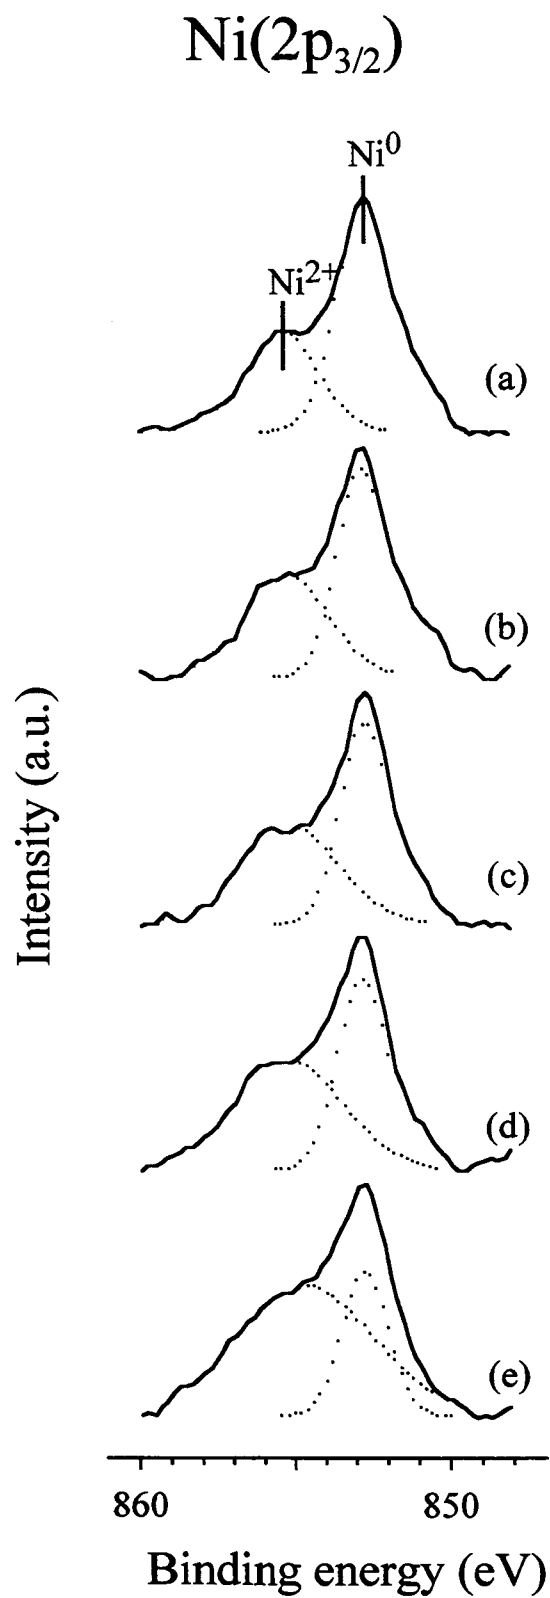 Ni(2p3/2)
Ni0
Ni2+
(a)
(b)
(c)
(d)
(e)
Intensity (a.u.)
860 850
Binding energy (eV)